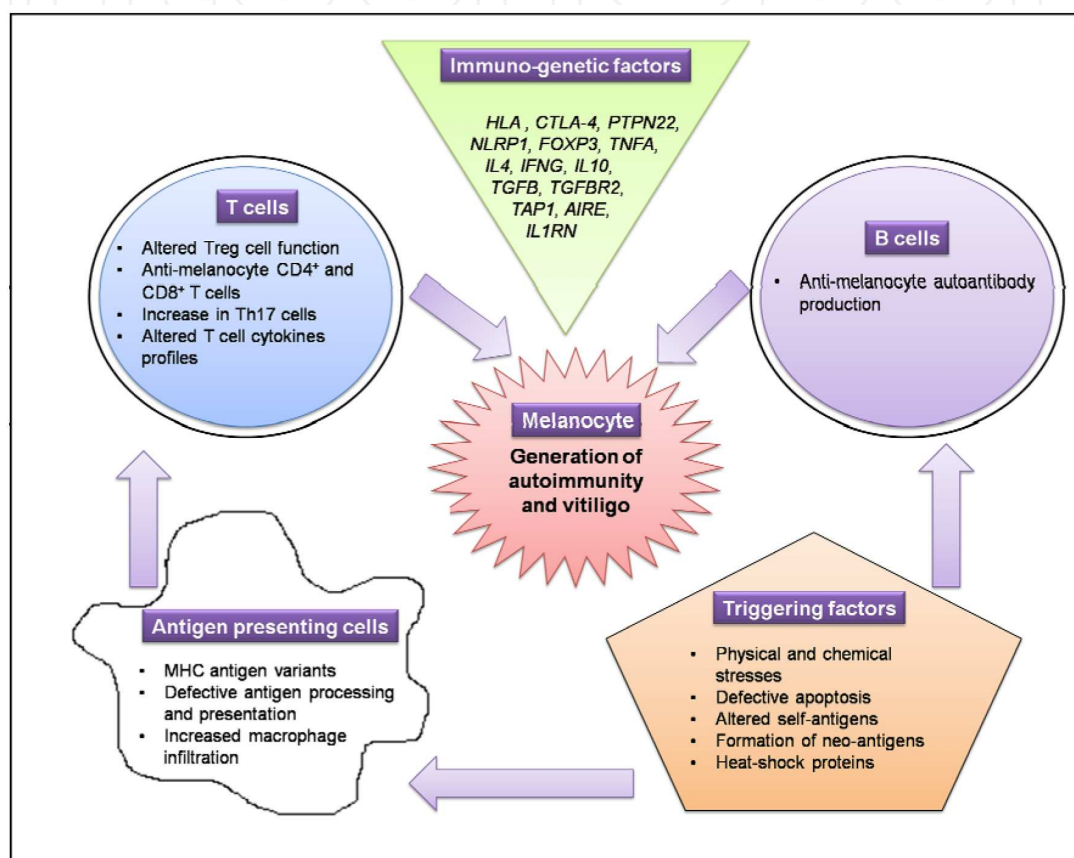 Immuno-genetic factors
HLA , CTLA-4, PTPN22,
NLRP1, FOXP3, TNFA,
IL4, IFNG, IL10,
TGFB, TGFBR2,
TAP1, AIRE,
IL1RN
T cells
▪ Altered Treg cell function
▪ Anti-melanocyte CD4⁺ and
CD8⁺ T cells
▪ Increase in Th17 cells
▪ Altered T cell cytokines
profiles
B cells
▪ Anti-melanocyte autoantibody
production
Melanocyte
Generation of
autoimmunity
and vitiligo
Antigen presenting cells
▪ MHC antigen variants
▪ Defective antigen processing
and presentation
▪ Increased macrophage
infiltration
Triggering factors
▪ Physical and chemical
stresses
▪ Defective apoptosis
▪ Altered self-antigens
▪ Formation of neo-antigens
▪ Heat-shock proteins